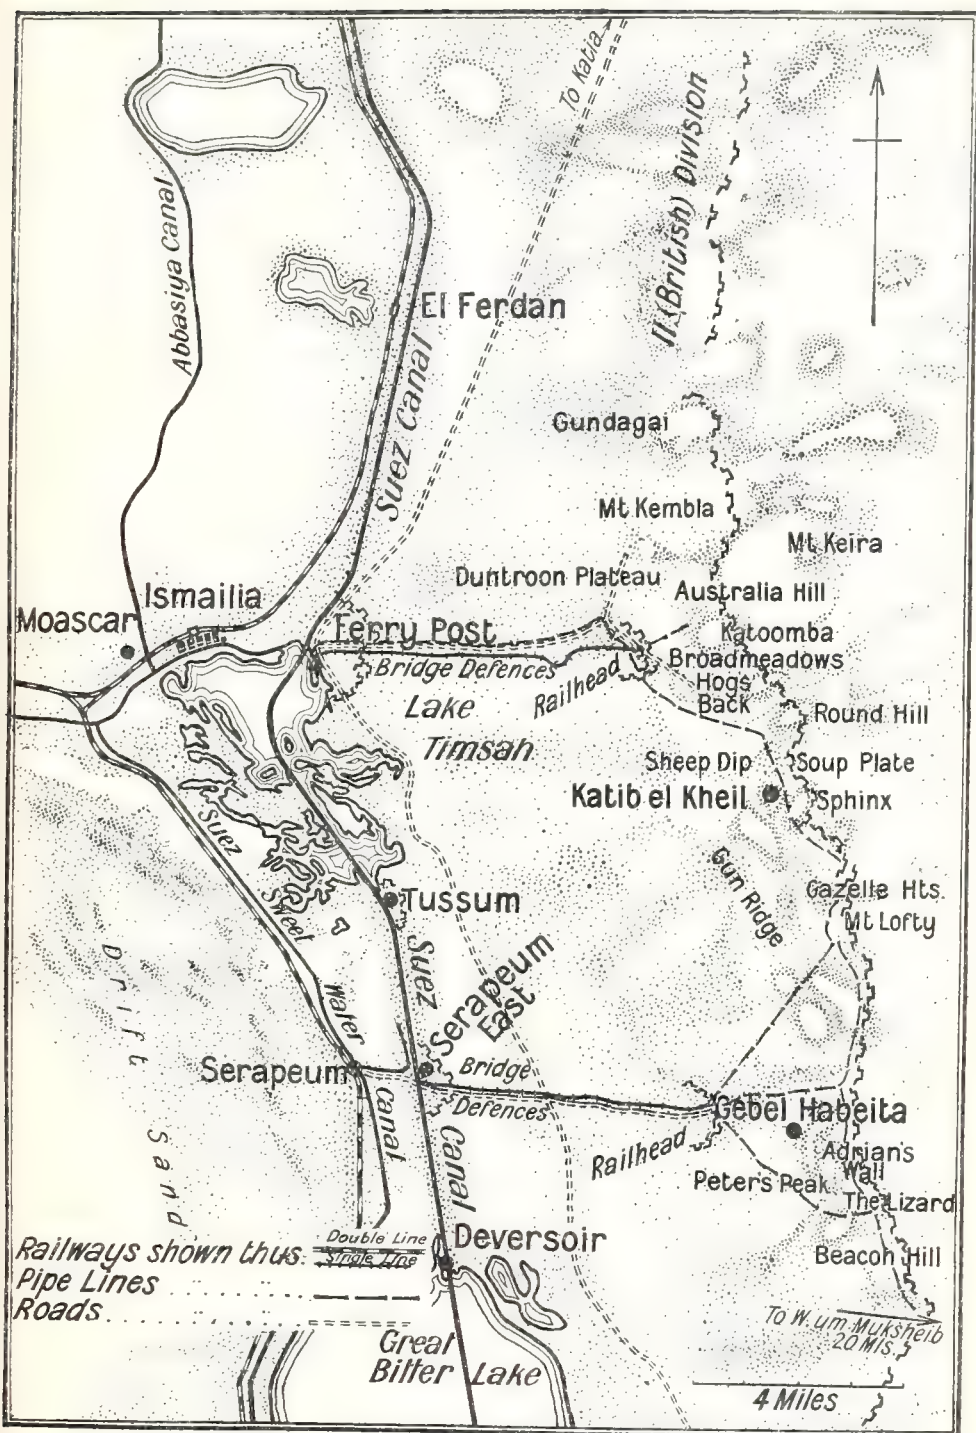 To Katia
11 (British) Division
Abbasiya Canal
El Ferdan
Suez Canal
Gundagai
Mt Kembla
Mt Keira
Duntroon Plateau
Australia Hill
Ismailia
Moascar
Ferry Post
Katoomba
Bridge Defences
Broadmeadows
Railhead
Hogs
Back
Lake
Timsah
Round Hill
Sheep Dip
Soup Plate
Katib el Kheil
Sphinx
Suez
Sweet
Water
Canal
Gun Ridge
Gazelle Hts.
Mt Lofty
Tussum
Suez
Canal
Drift
Sand
Serapeum
East
Serapeum
Bridge
Defences
Gebel Habeita
Railhead
Adrian's
Wall
Peter's Peak
The Lizard
Deversoir
Beacon Hill
Railways shown thus:
Double Line
Single Line
Pipe Lines
Roads
Great
Bitter Lake
To W. um Muksheib
20 Mls.
4 Miles